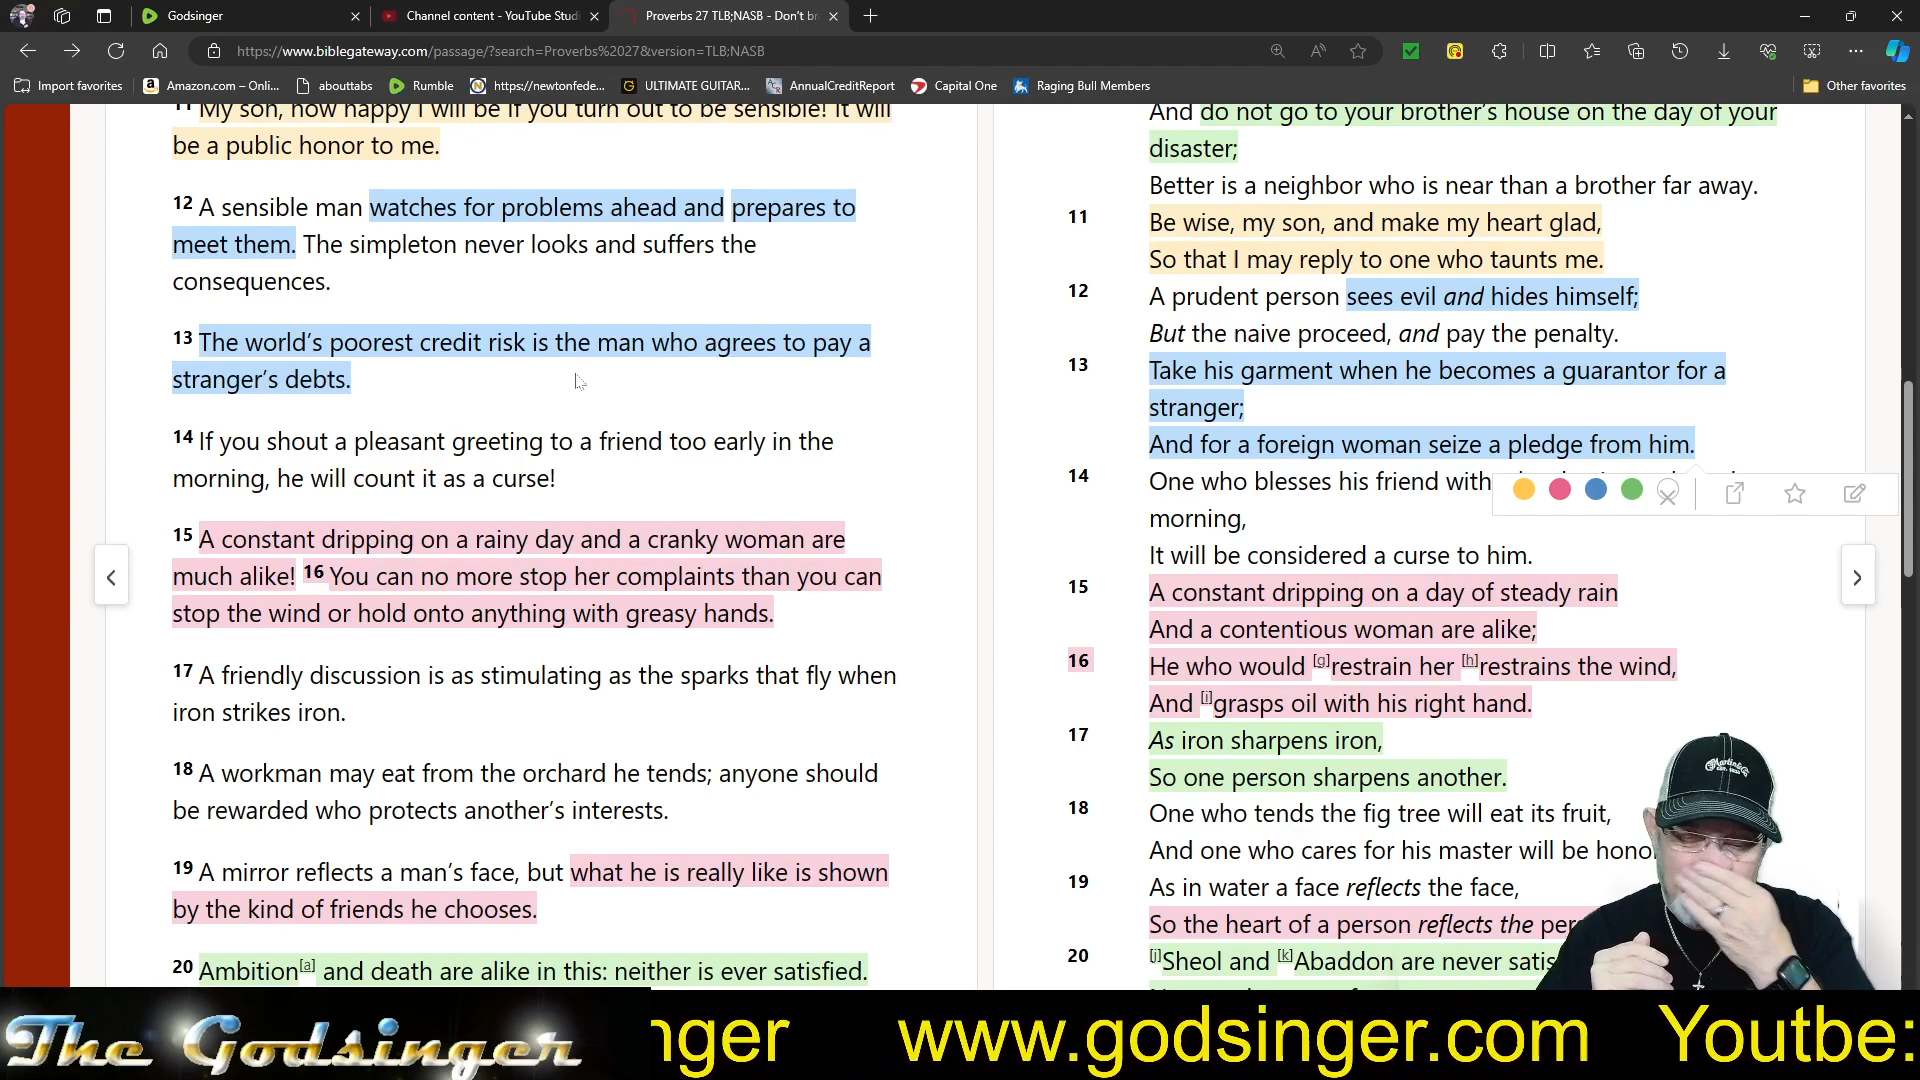 Godsinger
Channel content - YouTube Studi
Proverbs 27 TLB;NASB - Don't br
https://www.biblegateway.com/passage/?search=Proverbs%2027&version=TLB;NASB
Import favorites
Amazon.com – Onli...
abouttabs
Rumble
https://newtonfede...
ULTIMATE GUITAR...
AnnualCreditReport
Capital One
Raging Bull Members
Other favorites
11 My son, how happy I will be if you turn out to be sensible! It will
be a public honor to me.
12 A sensible man watches for problems ahead and prepares to
meet them. The simpleton never looks and suffers the
consequences.
13 The world's poorest credit risk is the man who agrees to pay a
stranger's debts.
14 If you shout a pleasant greeting to a friend too early in the
morning, he will count it as a curse!
15 A constant dripping on a rainy day and a cranky woman are
much alike! 16 You can no more stop her complaints than you can
stop the wind or hold onto anything with greasy hands.
17 A friendly discussion is as stimulating as the sparks that fly when
iron strikes iron.
18 A workman may eat from the orchard he tends; anyone should
be rewarded who protects another's interests.
19 A mirror reflects a man's face, but what he is really like is shown
by the kind of friends he chooses.
20 Ambition[a] and death are alike in this: neither is ever satisfied.
And do not go to your brother's house on the day of your
disaster;
Better is a neighbor who is near than a brother far away.
11 Be wise, my son, and make my heart glad,
So that I may reply to one who taunts me.
12 A prudent person sees evil and hides himself;
But the naive proceed, and pay the penalty.
13 Take his garment when he becomes a guarantor for a
stranger;
And for a foreign woman seize a pledge from him.
14 One who blesses his friend with
morning,
It will be considered a curse to him.
15 A constant dripping on a day of steady rain
And a contentious woman are alike;
16 He who would [g]restrain her [h]restrains the wind,
And [i]grasps oil with his right hand.
17 As iron sharpens iron,
So one person sharpens another.
18 One who tends the fig tree will eat its fruit,
And one who cares for his master will be hono
19 As in water a face reflects the face,
So the heart of a person reflects the per
20 [j]Sheol and [k]Abaddon are never satis
Martin & Co.
The Godsinger
nger www.godsinger.com Youtbe: